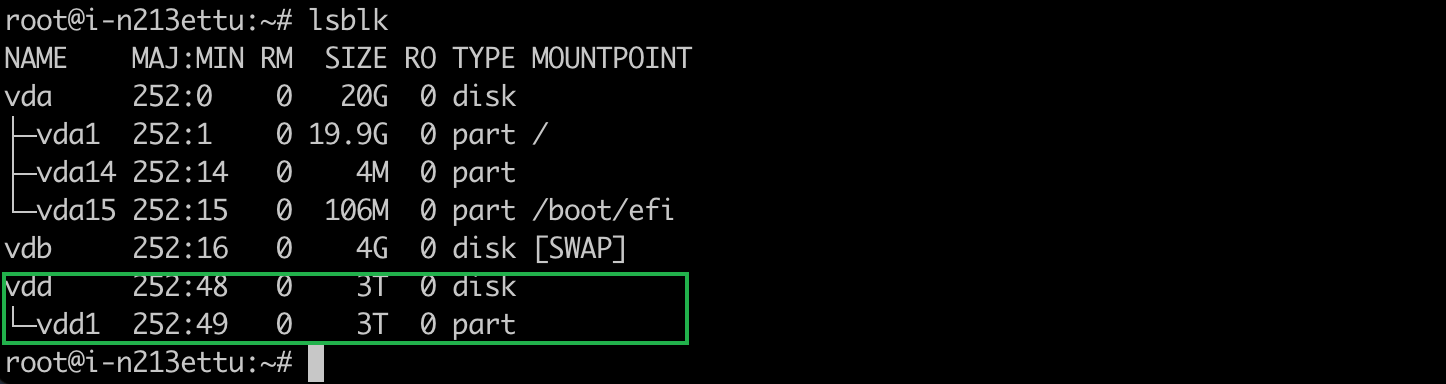 root@i-n213ettu:~# lsblk
NAME    MAJ:MIN RM  SIZE RO TYPE MOUNTPOINT
vda     252:0    0   20G  0 disk
├─vda1  252:1    0 19.9G  0 part /
├─vda14 252:14   0    4M  0 part
└─vda15 252:15   0  106M  0 part /boot/efi
vdb     252:16   0    4G  0 disk [SWAP]
vdd     252:48   0    3T  0 disk
└─vdd1  252:49   0    3T  0 part
root@i-n213ettu:~#